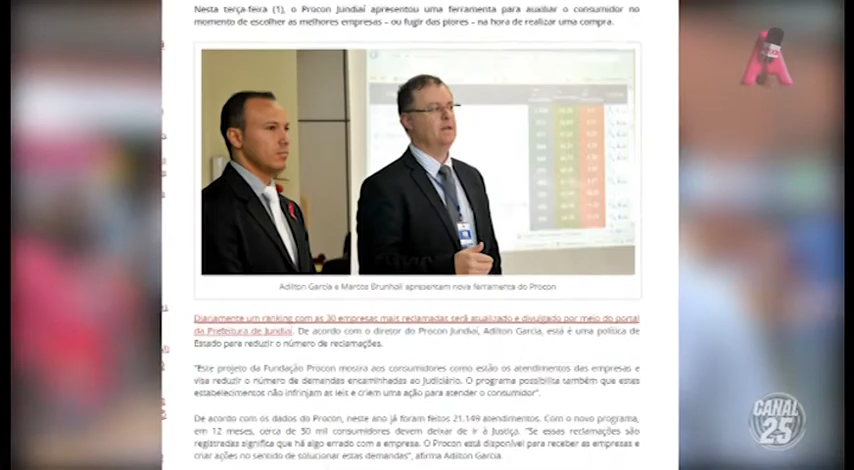 Nesta terça-feira (1), o Procon Jundiaí apresentou uma ferramenta para auxiliar o consumidor no
momento de escolher as melhores empresas – ou fugir das piores – na hora de realizar uma compra.
Adilton Garcia e Marcos Brunholi apresentam nova ferramenta do Procon
Diariamente um ranking com as 30 empresas mais reclamadas será atualizado e divulgado por meio do portal
da Prefeitura de Jundiaí. De acordo com o diretor do Procon Jundiaí, Adilton Garcia, está é uma política de
Estado para reduzir o número de reclamações.
"Este projeto da Fundação Procon mostra aos consumidores como estão os atendimentos das empresas e
visa reduzir o número de demandas encaminhadas ao Judiciário. O programa possibilita também que estes
estabelecimentos não infrinjam as leis e criem uma ação para atender o consumidor".
De acordo com os dados do Procon, neste ano já foram feitos 21.149 atendimentos. Com o novo programa,
em 12 meses, cerca de 30 mil consumidores devem deixar de ir à Justiça. "Se essas reclamações são
registradas significa que há algo errado com a empresa. O Procon está disponível para receber as empresas e
criar ações no sentido de solucionar estas demandas", afirma Adilton Garcia.
A
CANAL
25